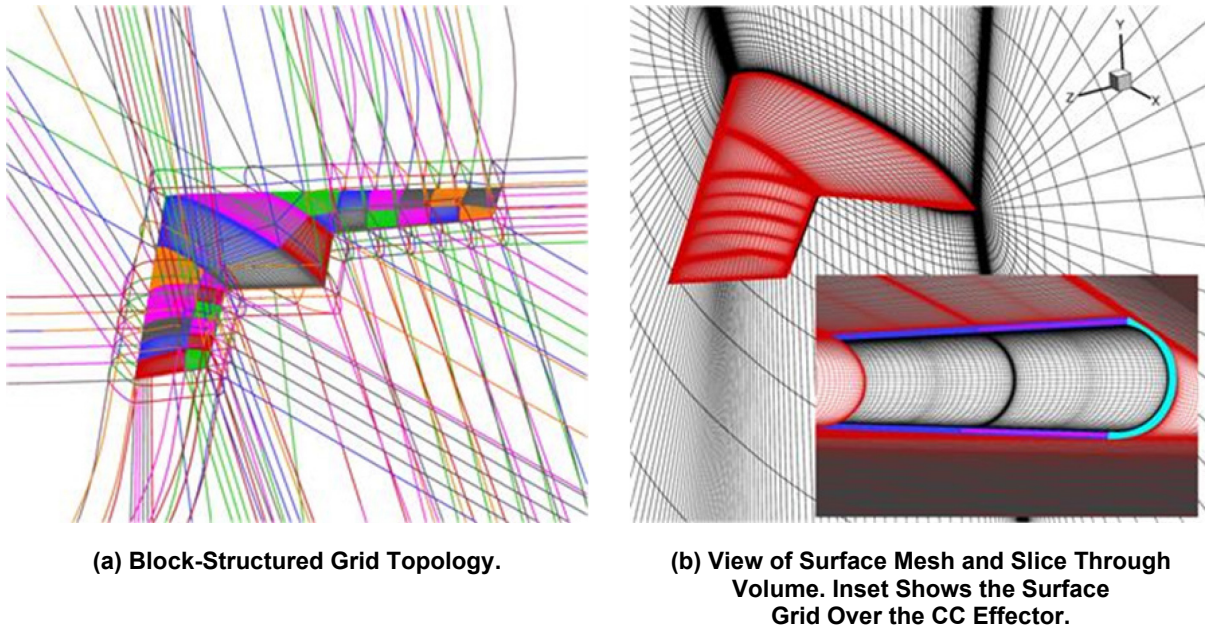 Y
Z
X
(a) Block-Structured Grid Topology.
(b) View of Surface Mesh and Slice Through
Volume. Inset Shows the Surface
Grid Over the CC Effector.